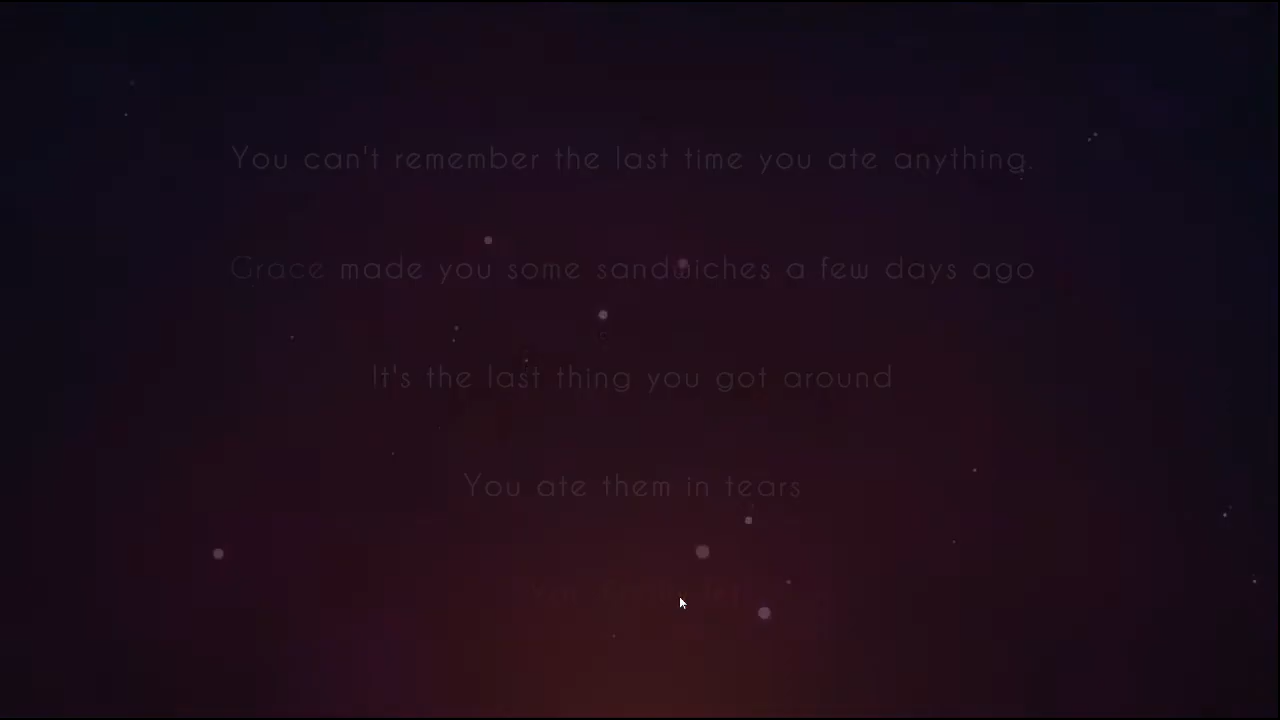 You can't remember the last time you ate anything.
Grace made you some sandwiches a few days ago
It's the last thing you got around
You ate them in tears